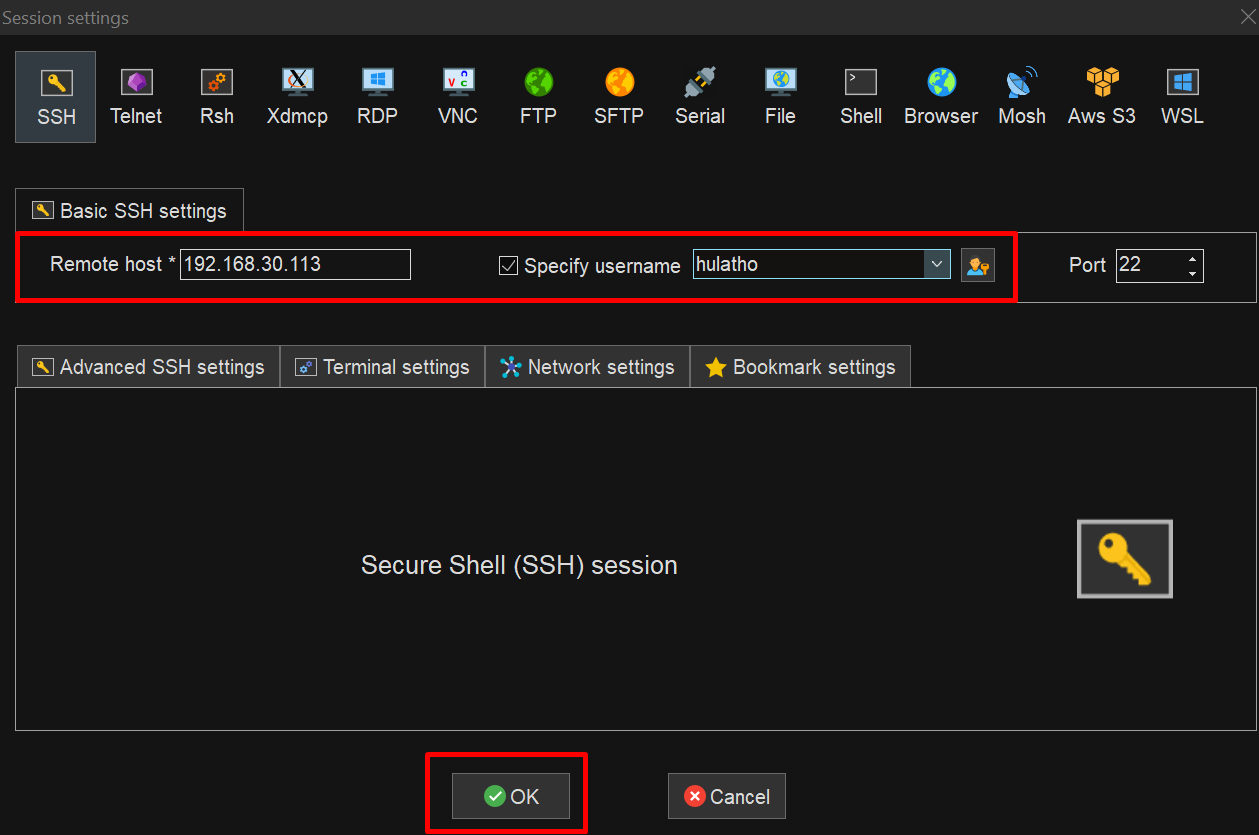 Session settings
SSH Telnet Rsh Xdmcp RDP VNC FTP SFTP Serial File Shell Browser Mosh Aws S3 WSL
Basic SSH settings
Remote host * 192.168.30.113 Specify username hulatho Port 22
Advanced SSH settings Terminal settings Network settings Bookmark settings
Secure Shell (SSH) session
OK Cancel